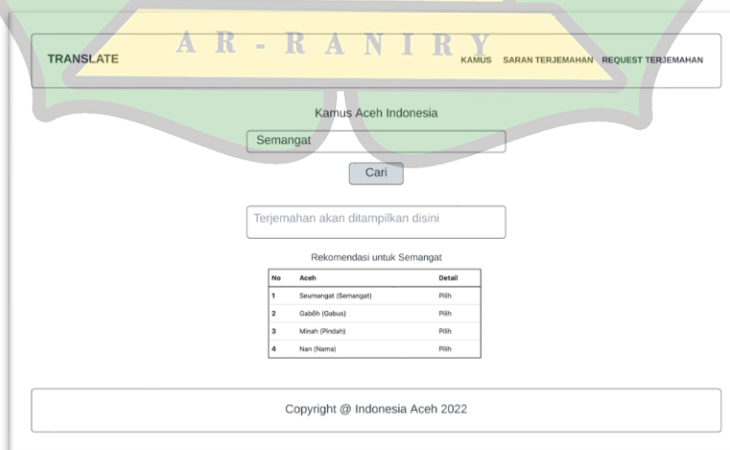 AR-RANIRY
TRANSLATE KAMUS SARAN TERJEMAHAN REQUEST TERJEMAHAN
Kamus Aceh Indonesia
Semangat
Cari
Terjemahan akan ditampilkan disini
Rekomendasi untuk Semangat
No Aceh Detail
1 Seumangat (Semangat) Pilih
2 Gabôh (Gabus) Pilih
3 Minah (Pindah) Pilih
4 Nan (Nama) Pilih
Copyright @ Indonesia Aceh 2022